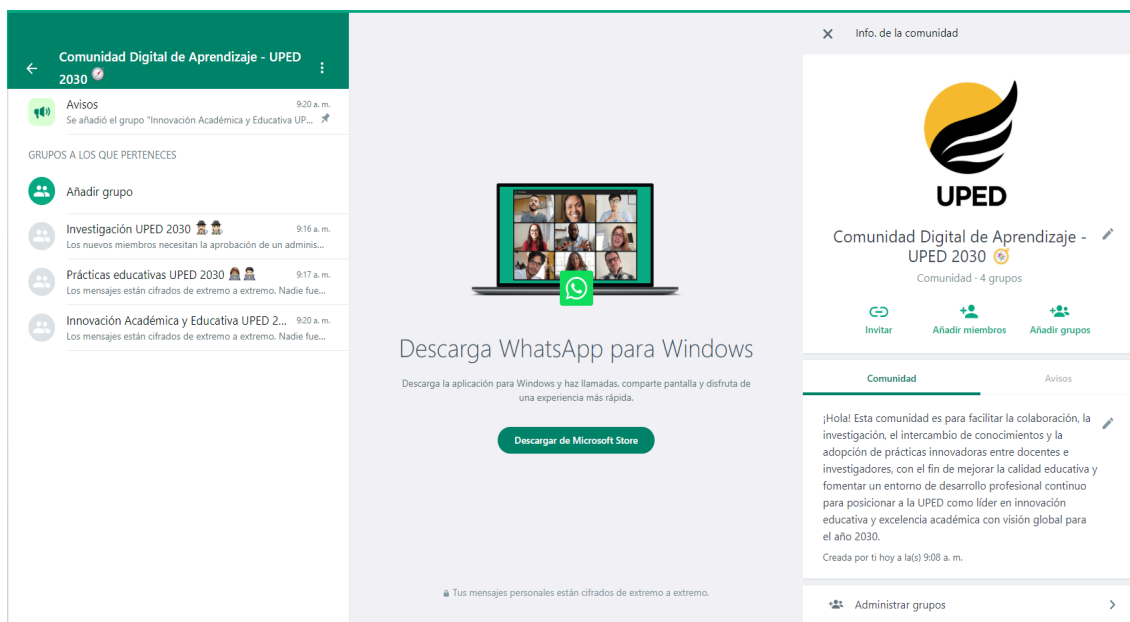 Comunidad Digital de Aprendizaje - UPED
2030
Avisos 9:20 a. m.
Se añadió el grupo "Innovación Académica y Educativa UP...
GRUPOS A LOS QUE PERTENECES
Añadir grupo
Investigación UPED 2030 9:16 a. m.
Los nuevos miembros necesitan la aprobación de un adminis...
Prácticas educativas UPED 2030 9:17 a. m.
Los mensajes están cifrados de extremo a extremo. Nadie fue...
Innovación Académica y Educativa UPED 2... 9:20 a. m.
Los mensajes están cifrados de extremo a extremo. Nadie fue...
Descarga WhatsApp para Windows
Descarga la aplicación para Windows y haz llamadas, comparte pantalla y disfruta de
una experiencia más rápida.
Descargar de Microsoft Store
Tus mensajes personales están cifrados de extremo a extremo.
Info. de la comunidad
UPED
Comunidad Digital de Aprendizaje -
UPED 2030
Comunidad · 4 grupos
Invitar Añadir miembros Añadir grupos
Comunidad Avisos
¡Hola! Esta comunidad es para facilitar la colaboración, la
investigación, el intercambio de conocimientos y la
adopción de prácticas innovadoras entre docentes e
investigadores, con el fin de mejorar la calidad educativa y
fomentar un entorno de desarrollo profesional continuo
para posicionar a la UPED como líder en innovación
educativa y excelencia académica con visión global para
el año 2030.
Creada por ti hoy a la(s) 9:08 a. m.
Administrar grupos